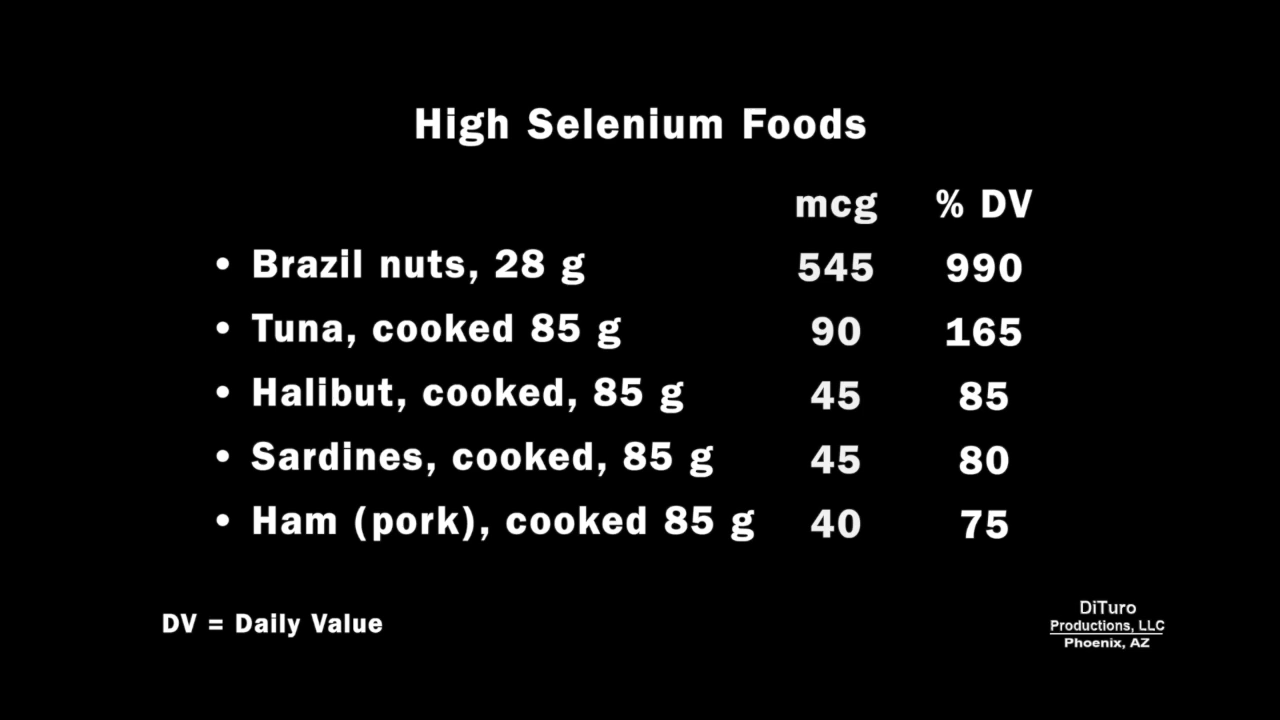 High Selenium Foods
mcg % DV
• Brazil nuts, 28 g 545 990
• Tuna, cooked 85 g 90 165
• Halibut, cooked, 85 g 45 85
• Sardines, cooked, 85 g 45 80
• Ham (pork), cooked 85 g 40 75
DV = Daily Value
DiTuro
Productions, LLC
Phoenix, AZ